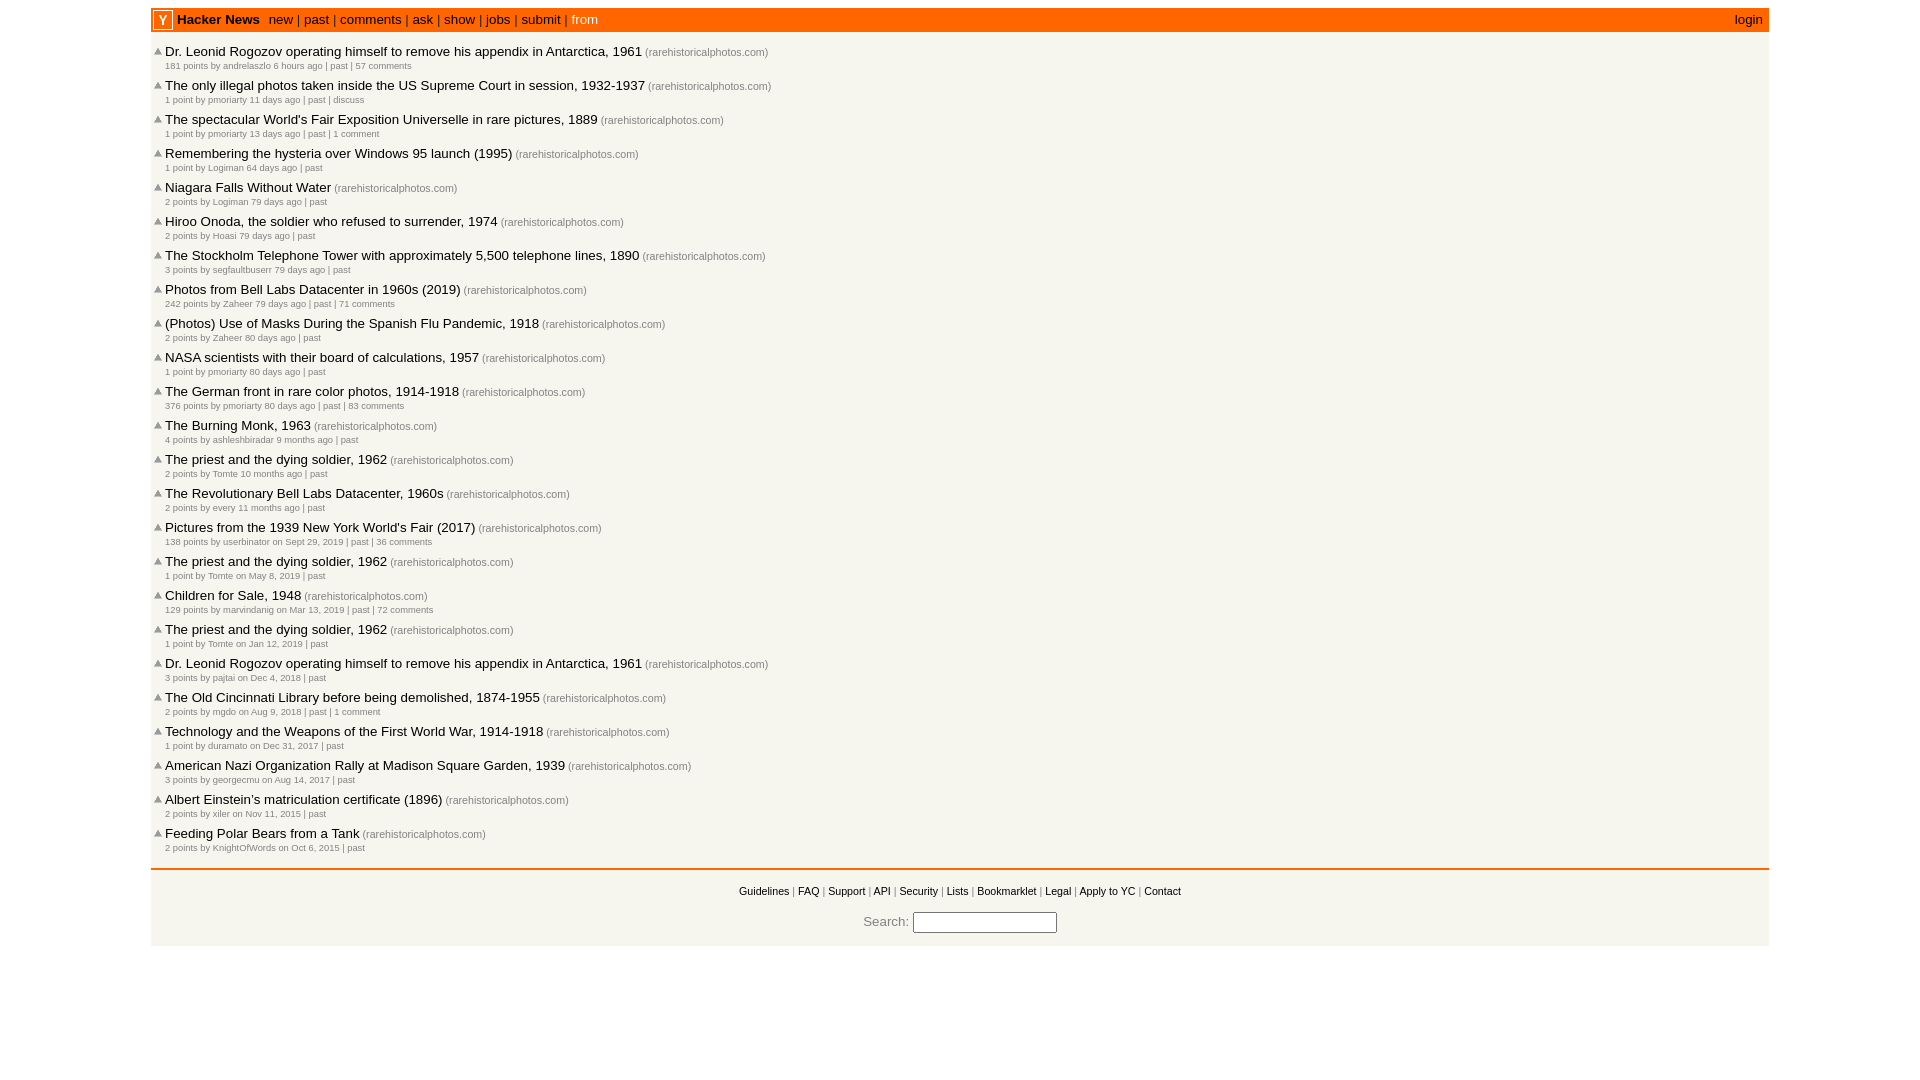 Y Hacker News new | past | comments | ask | show | jobs | submit | from login
Dr. Leonid Rogozov operating himself to remove his appendix in Antarctica, 1961 (rarehistoricalphotos.com)
181 points by andrelaszlo 6 hours ago | past | 57 comments
The only illegal photos taken inside the US Supreme Court in session, 1932-1937 (rarehistoricalphotos.com)
1 point by pmoriarty 11 days ago | past | discuss
The spectacular World's Fair Exposition Universelle in rare pictures, 1889 (rarehistoricalphotos.com)
1 point by pmoriarty 13 days ago | past | 1 comment
Remembering the hysteria over Windows 95 launch (1995) (rarehistoricalphotos.com)
1 point by Logiman 64 days ago | past
Niagara Falls Without Water (rarehistoricalphotos.com)
2 points by Logiman 79 days ago | past
Hiroo Onoda, the soldier who refused to surrender, 1974 (rarehistoricalphotos.com)
2 points by Hoasi 79 days ago | past
The Stockholm Telephone Tower with approximately 5,500 telephone lines, 1890 (rarehistoricalphotos.com)
3 points by segfaultbuserr 79 days ago | past
Photos from Bell Labs Datacenter in 1960s (2019) (rarehistoricalphotos.com)
242 points by Zaheer 79 days ago | past | 71 comments
(Photos) Use of Masks During the Spanish Flu Pandemic, 1918 (rarehistoricalphotos.com)
2 points by Zaheer 80 days ago | past
NASA scientists with their board of calculations, 1957 (rarehistoricalphotos.com)
1 point by pmoriarty 80 days ago | past
The German front in rare color photos, 1914-1918 (rarehistoricalphotos.com)
376 points by pmoriarty 80 days ago | past | 83 comments
The Burning Monk, 1963 (rarehistoricalphotos.com)
4 points by ashleshbiradar 9 months ago | past
The priest and the dying soldier, 1962 (rarehistoricalphotos.com)
2 points by Tomte 10 months ago | past
The Revolutionary Bell Labs Datacenter, 1960s (rarehistoricalphotos.com)
2 points by every 11 months ago | past
Pictures from the 1939 New York World's Fair (2017) (rarehistoricalphotos.com)
138 points by userbinator on Sept 29, 2019 | past | 36 comments
The priest and the dying soldier, 1962 (rarehistoricalphotos.com)
1 point by Tomte on May 8, 2019 | past
Children for Sale, 1948 (rarehistoricalphotos.com)
129 points by marvindanig on Mar 13, 2019 | past | 72 comments
The priest and the dying soldier, 1962 (rarehistoricalphotos.com)
1 point by Tomte on Jan 12, 2019 | past
Dr. Leonid Rogozov operating himself to remove his appendix in Antarctica, 1961 (rarehistoricalphotos.com)
3 points by pajtai on Dec 4, 2018 | past
The Old Cincinnati Library before being demolished, 1874-1955 (rarehistoricalphotos.com)
2 points by mgdo on Aug 9, 2018 | past | 1 comment
Technology and the Weapons of the First World War, 1914-1918 (rarehistoricalphotos.com)
1 point by duramato on Dec 31, 2017 | past
American Nazi Organization Rally at Madison Square Garden, 1939 (rarehistoricalphotos.com)
3 points by georgecmu on Aug 14, 2017 | past
Albert Einstein’s matriculation certificate (1896) (rarehistoricalphotos.com)
2 points by xiler on Nov 11, 2015 | past
Feeding Polar Bears from a Tank (rarehistoricalphotos.com)
2 points by KnightOfWords on Oct 6, 2015 | past
Guidelines | FAQ | Support | API | Security | Lists | Bookmarklet | Legal | Apply to YC | Contact
Search: